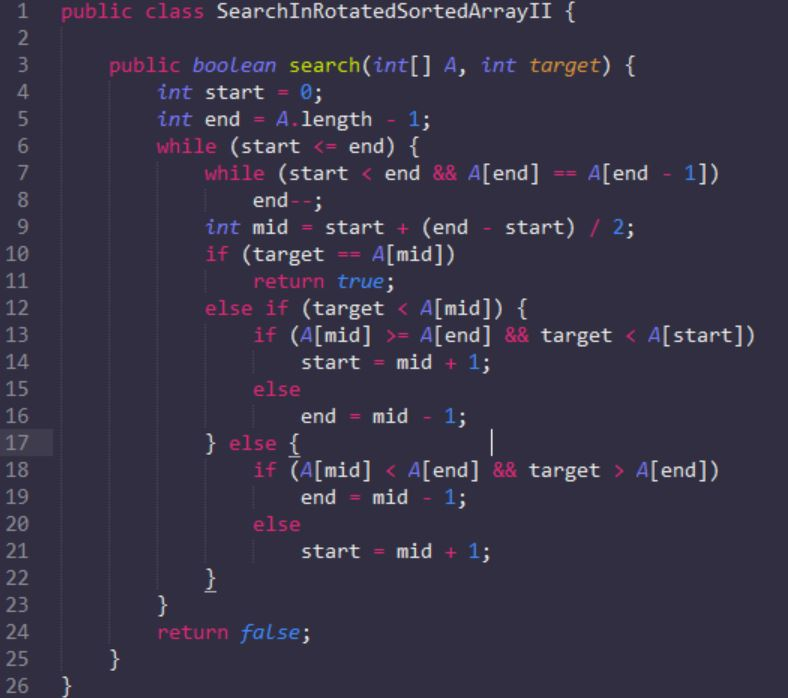 1 public class SearchInRotatedSortedArrayII {
2
3     public boolean search(int[] A, int target) {
4         int start = 0;
5         int end = A.length - 1;
6         while (start <= end) {
7             while (start < end && A[end] == A[end - 1])
8                 end--;
9             int mid = start + (end - start) / 2;
10             if (target == A[mid])
11                 return true;
12             else if (target < A[mid]) {
13                 if (A[mid] >= A[end] && target < A[start])
14                     start = mid + 1;
15                 else
16                     end = mid - 1;
17             } else {
18                 if (A[mid] < A[end] && target > A[end])
19                     end = mid - 1;
20                 else
21                     start = mid + 1;
22             }
23         }
24         return false;
25     }
26 }